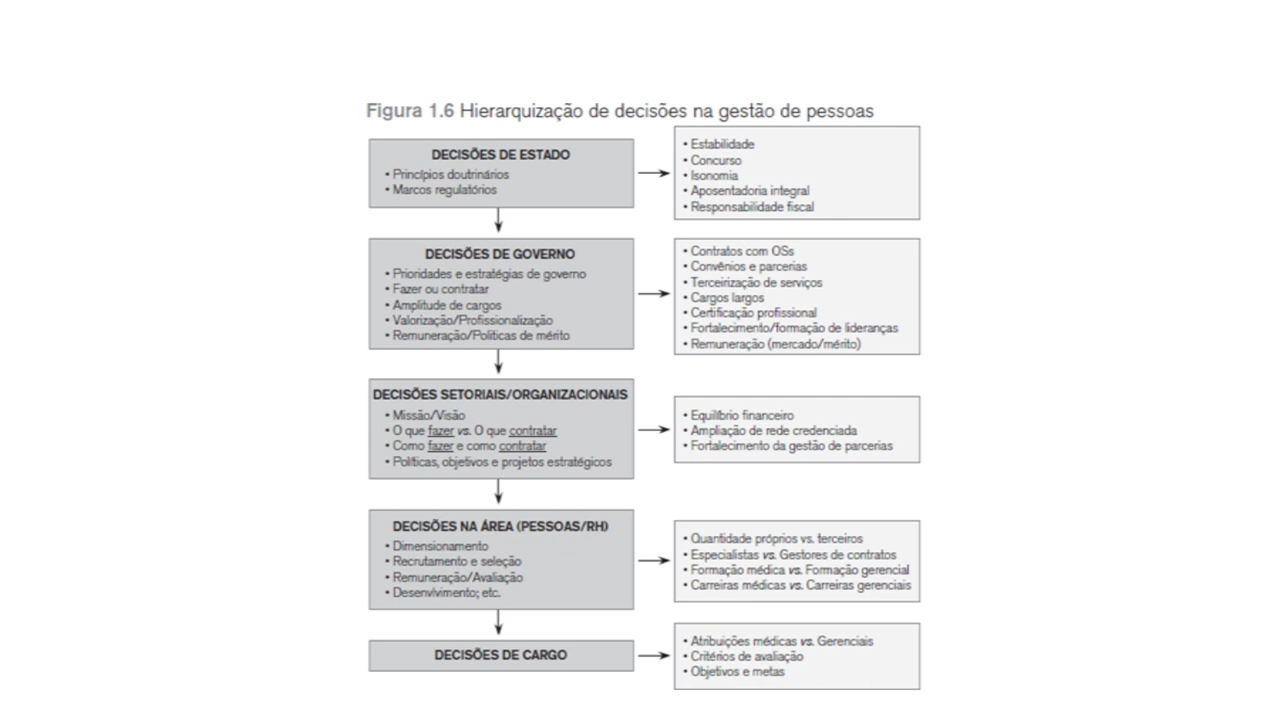 Figura 1.6 Hierarquização de decisões na gestão de pessoas
DECISÕES DE ESTADO
• Princípios doutrinários
• Marcos regulatórios
• Estabilidade
• Concurso
• Isonomia
• Aposentadoria integral
• Responsabilidade fiscal
DECISÕES DE GOVERNO
• Prioridades e estratégias de governo
• Fazer ou contratar
• Amplitude de cargos
• Valorização/Profissionalização
• Remuneração/Políticas de mérito
• Contratos com OSs
• Convênios e parcerias
• Terceirização de serviços
• Cargos largos
• Certificação profissional
• Fortalecimento/formação de lideranças
• Remuneração (mercado/mérito)
DECISÕES SETORIAIS/ORGANIZACIONAIS
• Missão/Visão
• O que fazer vs. O que contratar
• Como fazer e como contratar
• Políticas, objetivos e projetos estratégicos
• Equilíbrio financeiro
• Ampliação de rede credenciada
• Fortalecimento da gestão de parcerias
DECISÕES NA ÁREA (PESSOAS/RH)
• Dimensionamento
• Recrutamento e seleção
• Remuneração/Avaliação
• Desenvlvimento; etc.
• Quantidade próprios vs. terceiros
• Especialistas vs. Gestores de contratos
• Formação médica vs. Formação gerencial
• Carreiras médicas vs. Carreiras gerenciais
DECISÕES DE CARGO
• Atribuições médicas vs. Gerenciais
• Critérios de avaliação
• Objetivos e metas